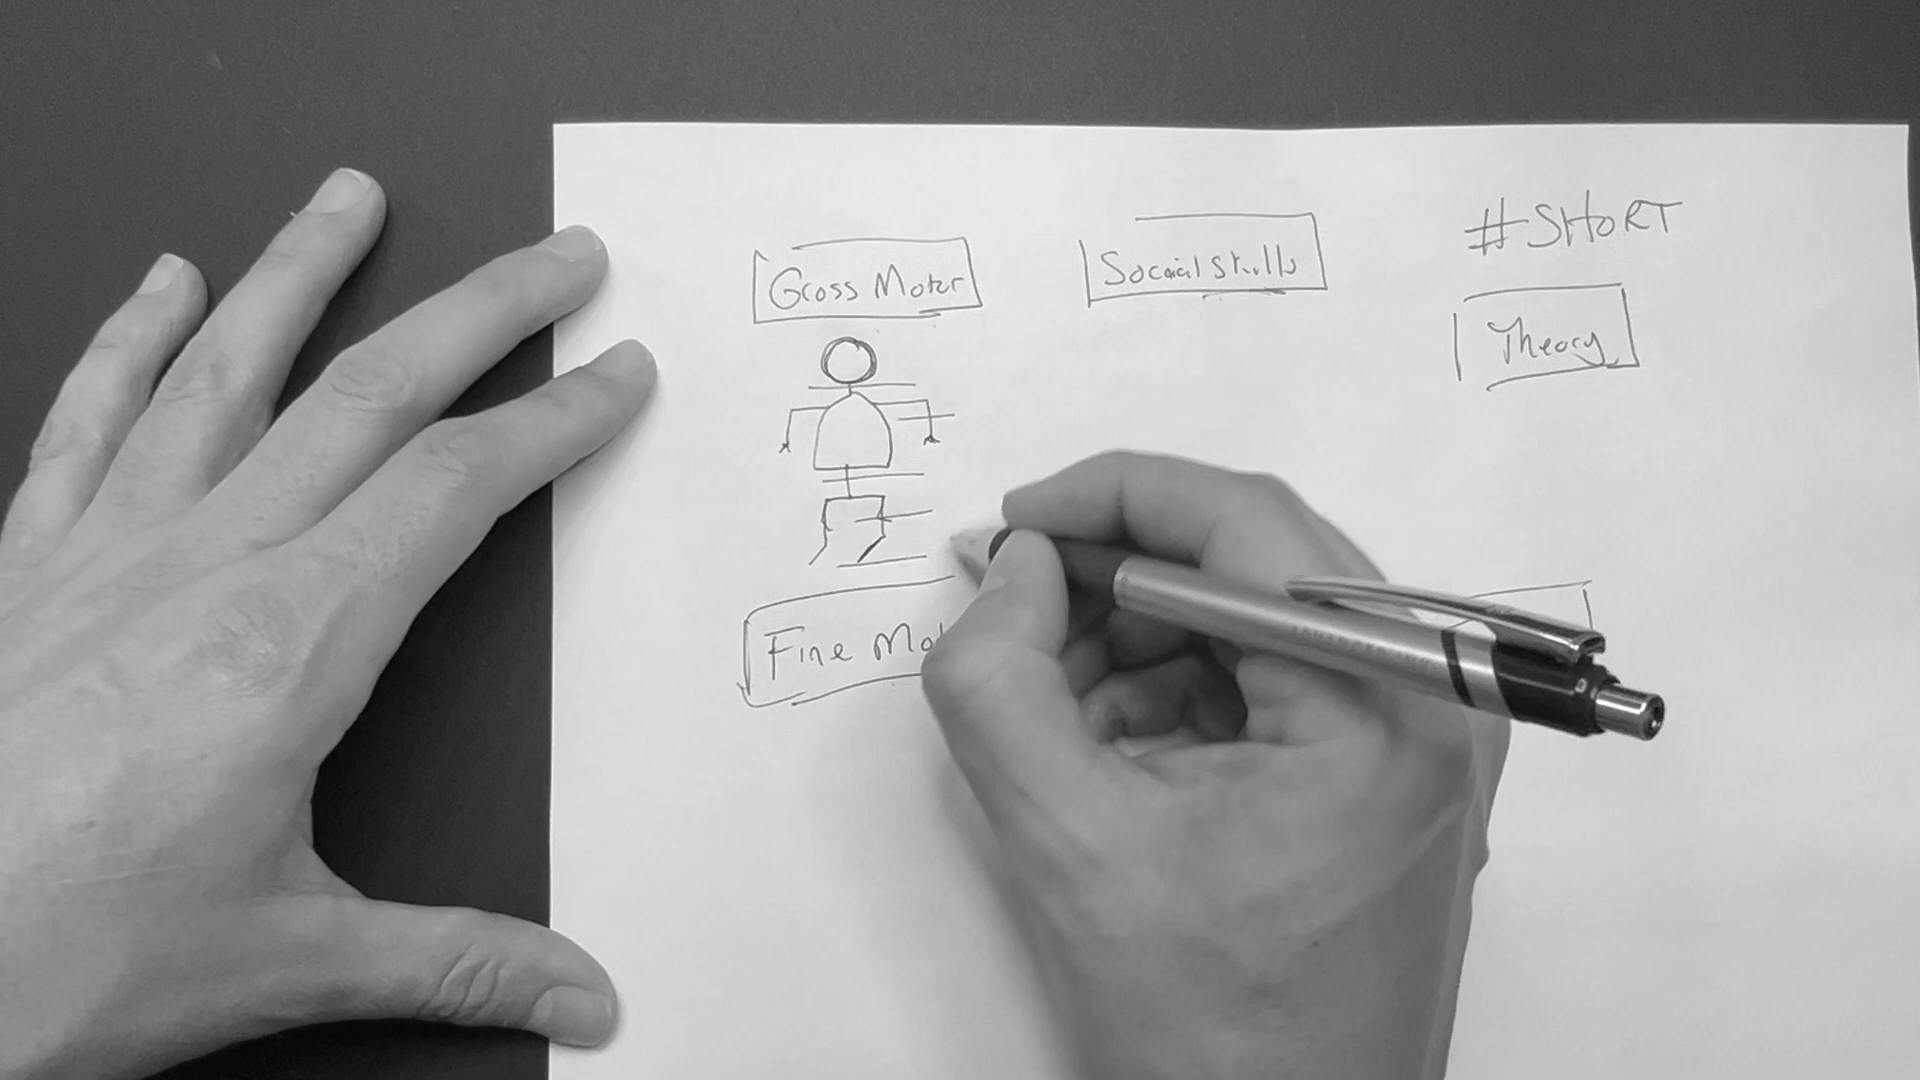 #SHORT
Gross Motor
Social Skills
Theory
Fine